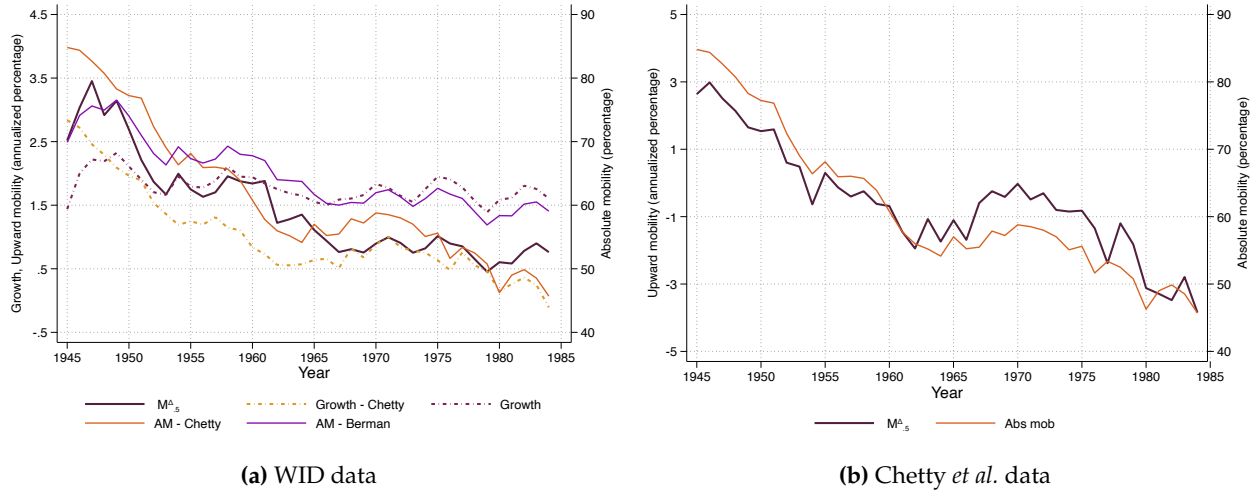 4.5
3.5
2.5
1.5
.5
-.5
Growth, Upward mobility (annualized percentage)
90
80
70
60
50
40
Absolute mobility (percentage)
1945 1950 1955 1960 1965 1970 1975 1980 1985
Year
M^Δ_.5 Growth - Chetty Growth
AM - Chetty AM - Berman
(a) WID data
5
3
1
-1
-3
-5
Upward mobility (annualized percentage)
90
80
70
60
50
40
Absolute mobility (percentage)
1945 1950 1955 1960 1965 1970 1975 1980 1985
Year
M^Δ_.5 Abs mob
(b) Chetty et al. data